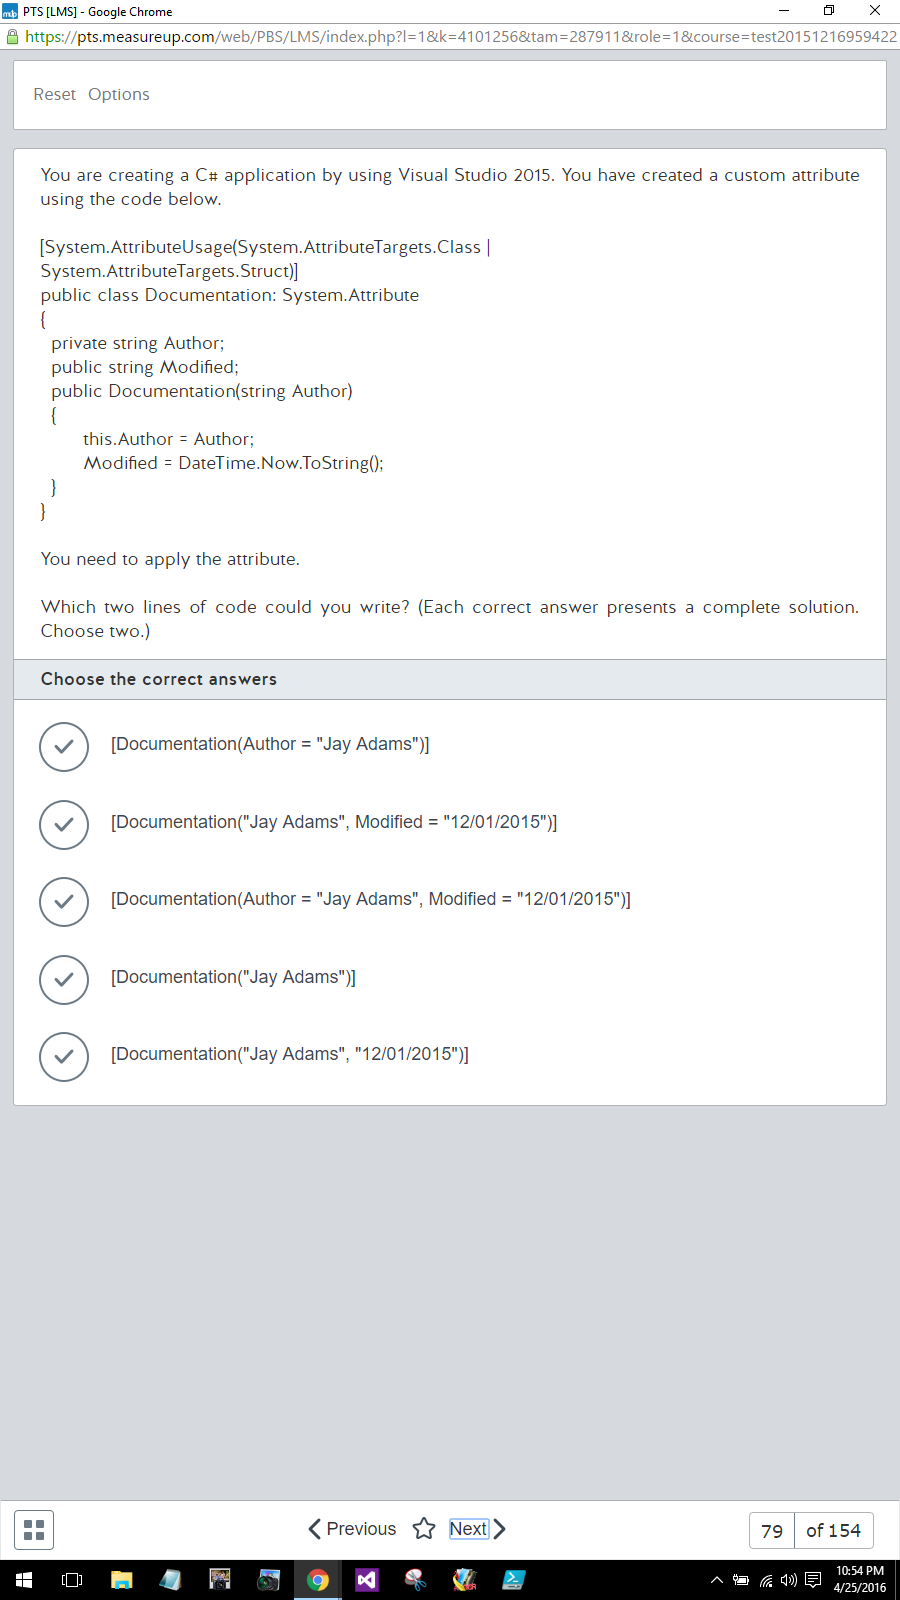 PTS [LMS] - Google Chrome
https://pts.measureup.com/web/PBS/LMS/index.php?l=1&k=4101256&tam=287911&role=1&course=test20151216959422
Reset Options
You are creating a C# application by using Visual Studio 2015. You have created a custom attribute
using the code below.
[System.AttributeUsage(System.AttributeTargets.Class |
System.AttributeTargets.Struct)]
public class Documentation: System.Attribute
{
private string Author;
public string Modified;
public Documentation(string Author)
{
this.Author = Author;
Modified = DateTime.Now.ToString();
}
}
You need to apply the attribute.
Which two lines of code could you write? (Each correct answer presents a complete solution.
Choose two.)
Choose the correct answers
[Documentation(Author = "Jay Adams")]
[Documentation("Jay Adams", Modified = "12/01/2015")]
[Documentation(Author = "Jay Adams", Modified = "12/01/2015")]
[Documentation("Jay Adams")]
[Documentation("Jay Adams", "12/01/2015")]
Previous Next 79 of 154
10:54 PM
4/25/2016